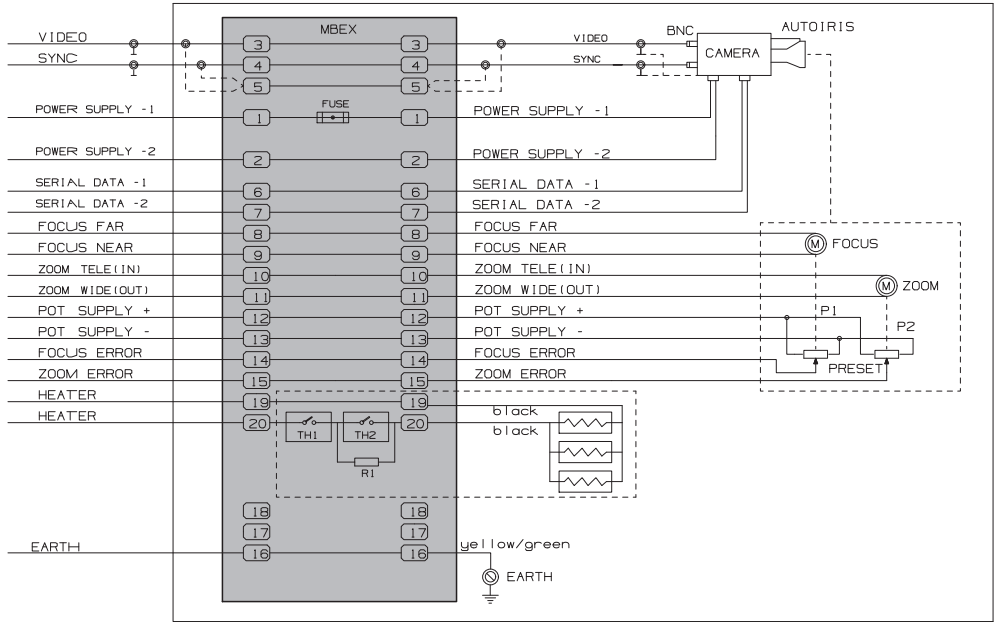 MBEX
BNC
AUTOIRIS
VIDEO
3
3
VIDEO
CAMERA
SYNC
4
4
SYNC
5
5
FUSE
POWER SUPPLY -1
1
1
POWER SUPPLY -1
POWER SUPPLY -2
2
2
POWER SUPPLY -2
SERIAL DATA -1
6
6
SERIAL DATA -1
SERIAL DATA -2
7
7
SERIAL DATA -2
FOCUS FAR
8
8
FOCUS FAR
FOCUS NEAR
9
9
FOCUS NEAR
M
FOCUS
ZOOM TELE(IN)
10
10
ZOOM TELE(IN)
ZOOM WIDE(OUT)
11
11
ZOOM WIDE(OUT)
M
ZOOM
POT SUPPLY +
12
12
POT SUPPLY +
P1
POT SUPPLY -
13
13
POT SUPPLY -
P2
FOCUS ERROR
14
14
FOCUS ERROR
PRESET
ZOOM ERROR
15
15
ZOOM ERROR
HEATER
19
19
black
HEATER
20
TH1
TH2
20
black
R1
18
18
17
17
EARTH
16
16
yellow/green
EARTH